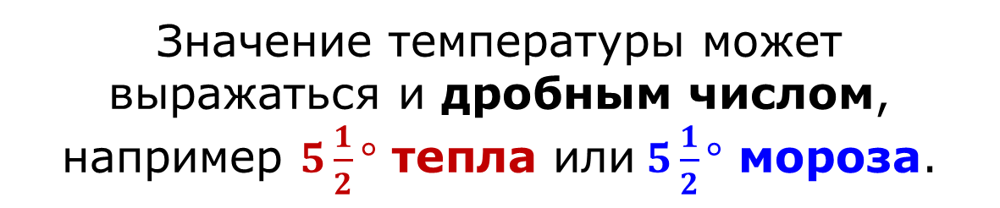 Значение температуры может
выражаться и дробным числом,
например 5 1/2° тепла или 5 1/2° мороза.